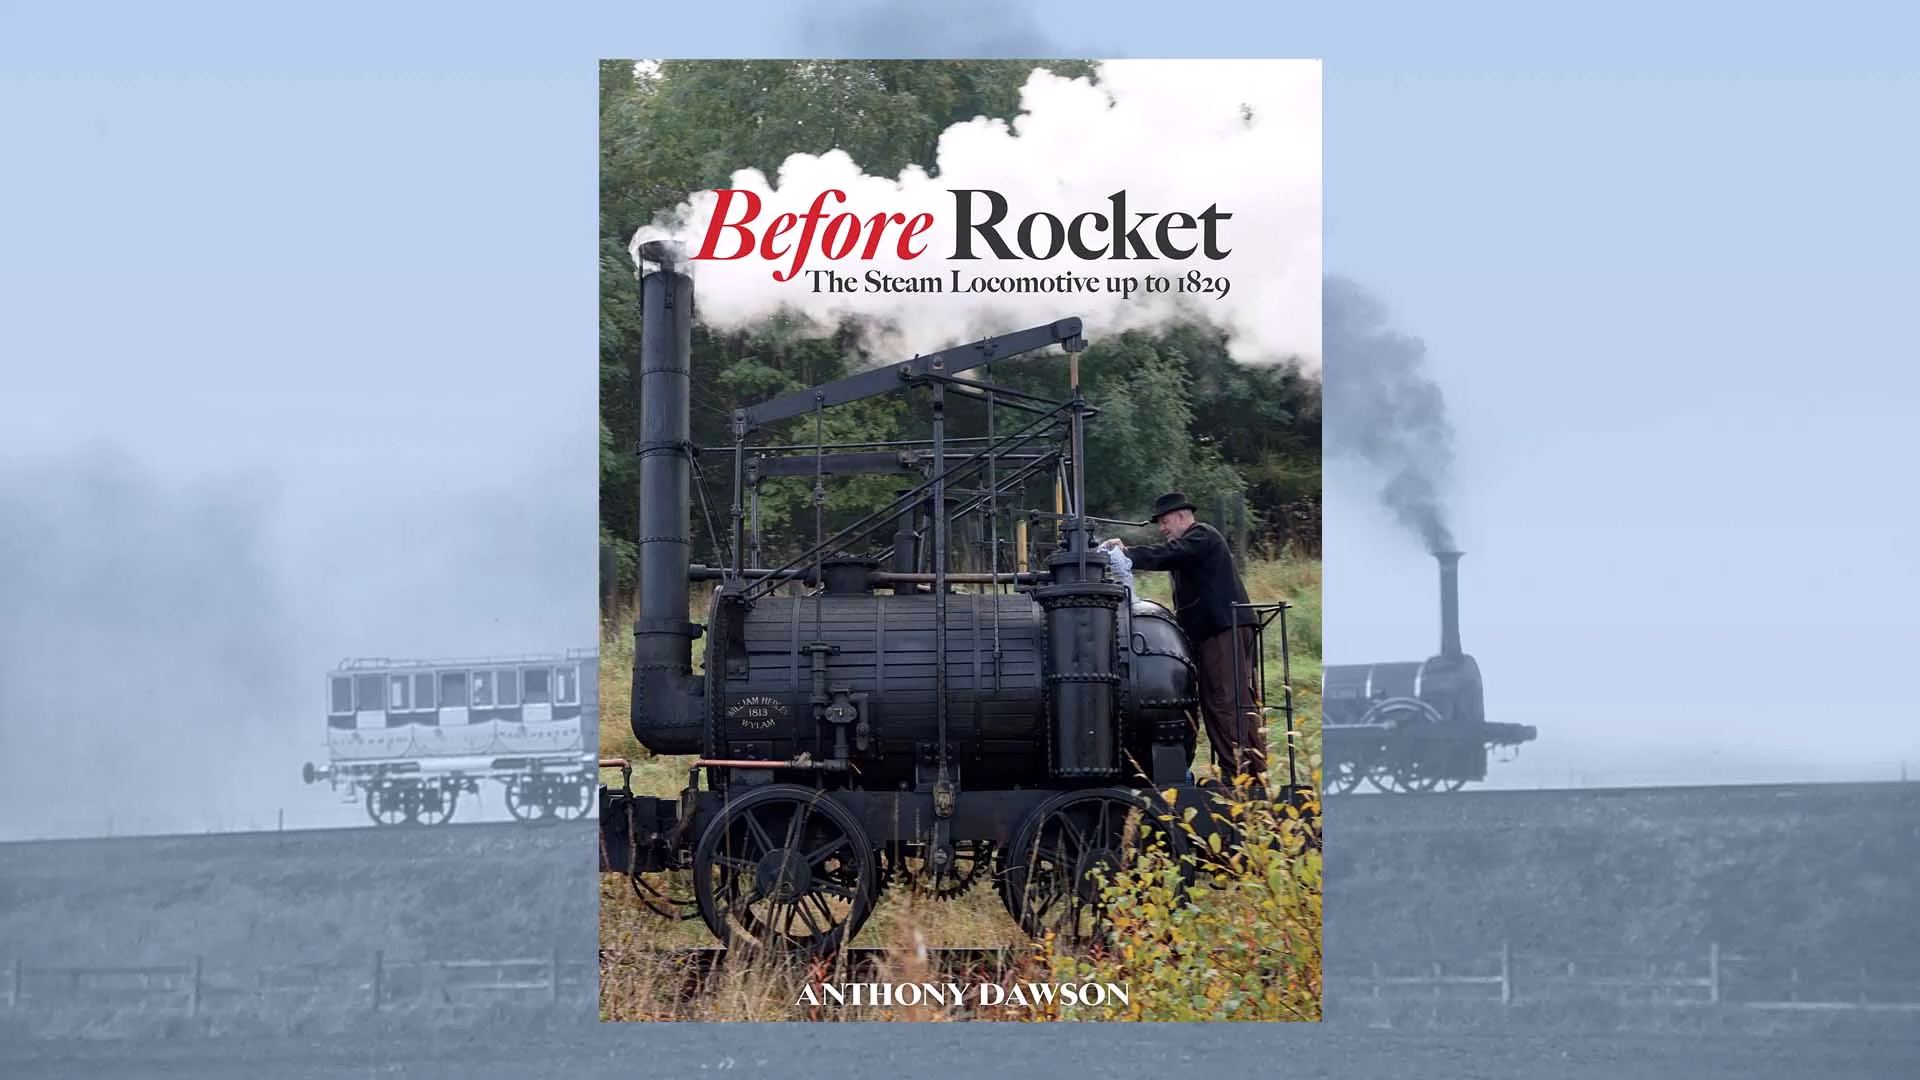 Before Rocket
The Steam Locomotive up to 1829
WILLIAM HEDLEY
1813
WYLAM
ANTHONY DAWSON